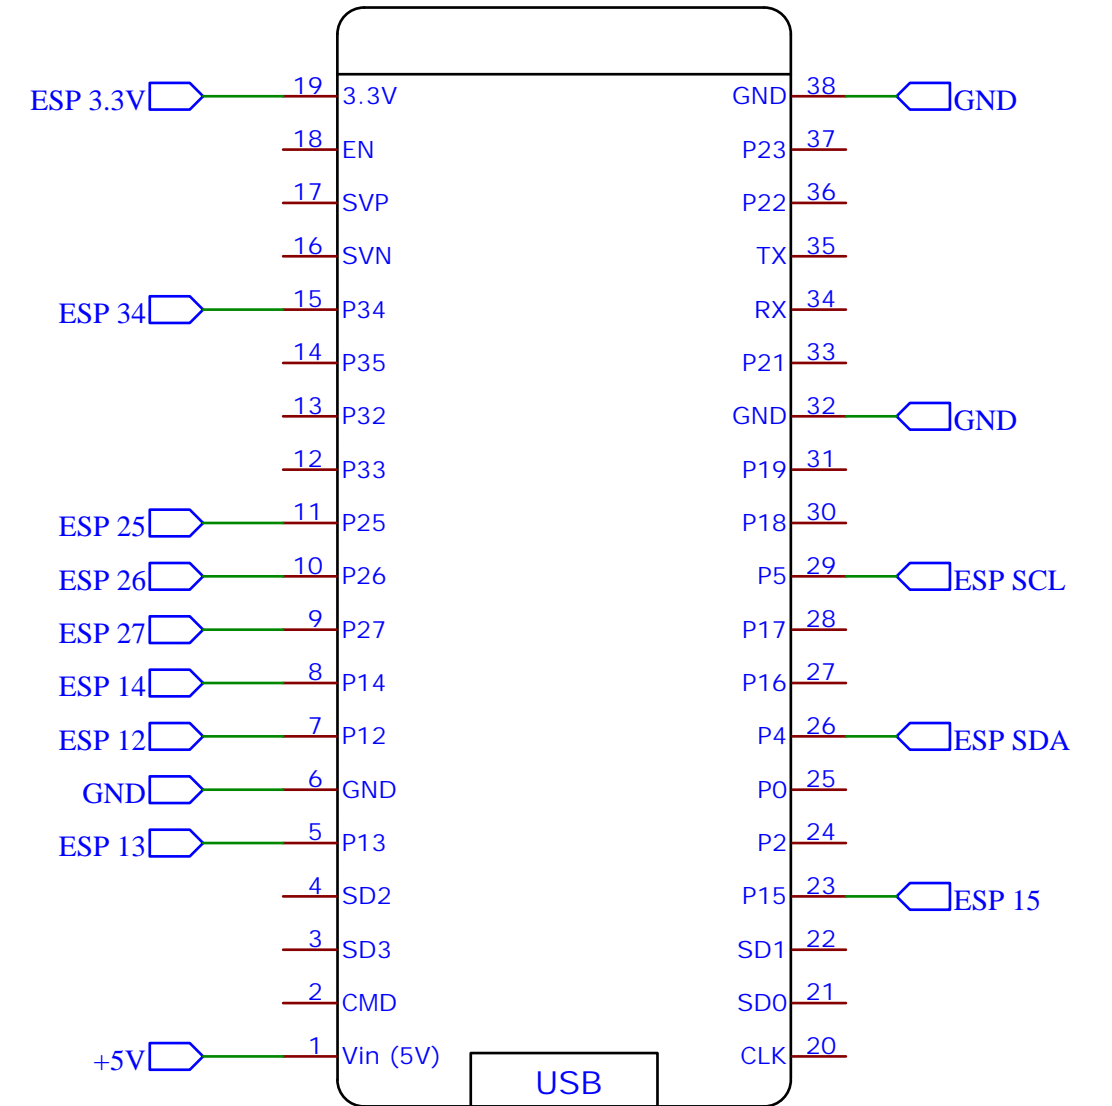 ESP 3.3V 19 3.3V GND 38 GND
18 EN P23 37
17 SVP P22 36
16 SVN TX 35
ESP 34 15 P34 RX 34
14 P35 P21 33
13 P32 GND 32 GND
12 P33 P19 31
ESP 25 11 P25 P18 30
ESP 26 10 P26 P5 29 ESP SCL
ESP 27 9 P27 P17 28
ESP 14 8 P14 P16 27
ESP 12 7 P12 P4 26 ESP SDA
GND 6 GND P0 25
ESP 13 5 P13 P2 24
4 SD2 P15 23 ESP 15
3 SD3 SD1 22
2 CMD SD0 21
+5V 1 Vin (5V) CLK 20
USB